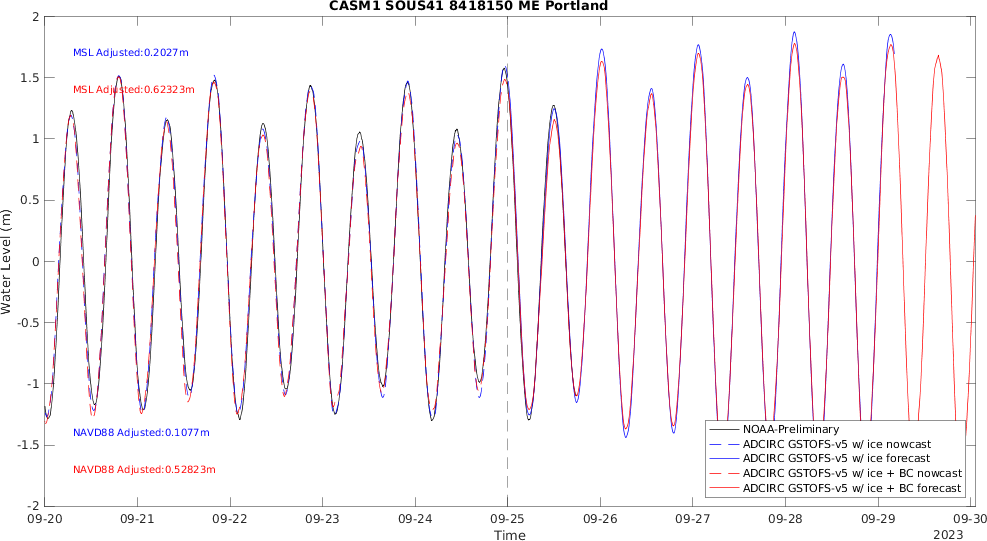 CASM1 SOUS41 8418150 ME Portland
2
MSL Adjusted:0.2027m
1.5
MSL Adjusted:0.62323m
1
0.5
Water Level (m)
0
-0.5
-1
NAVD88 Adjusted:0.1077m
NOAA-Preliminary
-1.5
ADCIRC GSTOFS-v5 w/ ice nowcast
ADCIRC GSTOFS-v5 w/ ice forecast
NAVD88 Adjusted:0.52823m
ADCIRC GSTOFS-v5 w/ ice + BC nowcast
ADCIRC GSTOFS-v5 w/ ice + BC forecast
-2
09-20 09-21 09-22 09-23 09-24 09-25 09-26 09-27 09-28 09-29 09-30
Time
2023